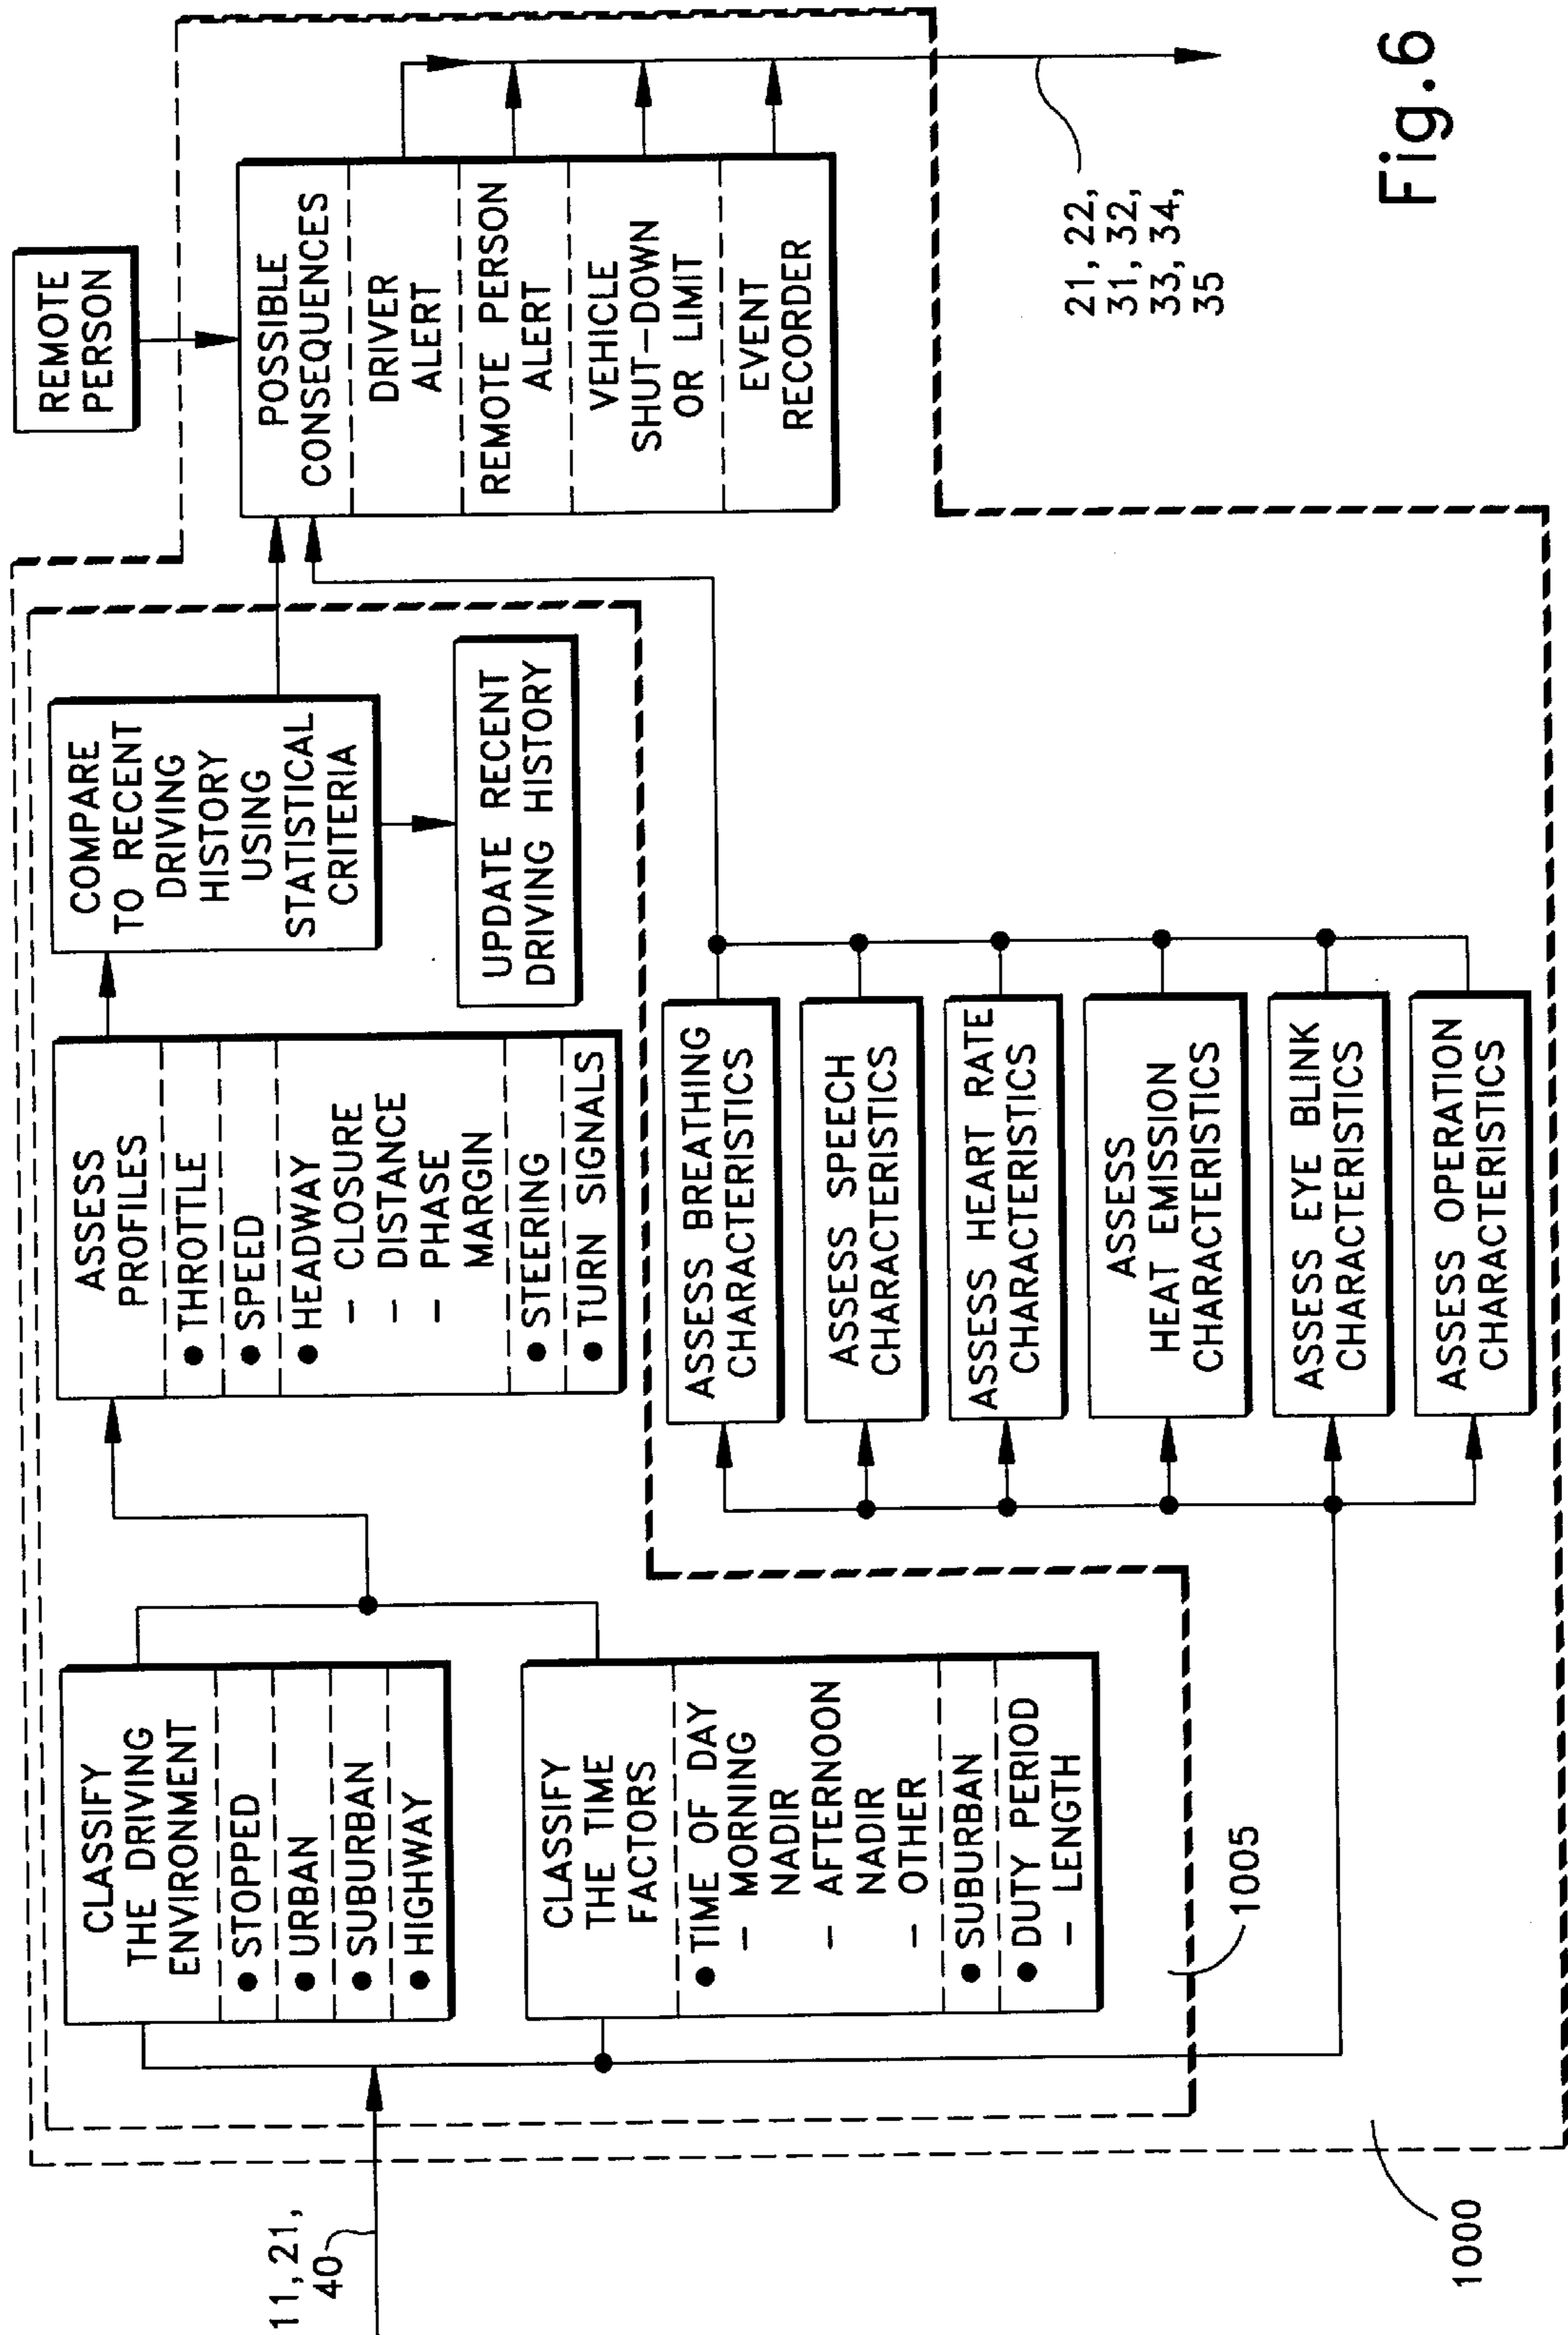 11, 21,
40
CLASSIFY
THE DRIVING
ENVIRONMENT
● STOPPED
● URBAN
● SUBURBAN
● HIGHWAY
CLASSIFY
THE TIME
FACTORS
● TIME OF DAY
- MORNING
NADIR
- AFTERNOON
NADIR
- OTHER
● SUBURBAN
● DUTY PERIOD
- LENGTH
ASSESS
PROFILES
● THROTTLE
● SPEED
● HEADWAY
- CLOSURE
- DISTANCE
- PHASE
MARGIN
● STEERING
● TURN SIGNALS
COMPARE
TO RECENT
DRIVING
HISTORY
USING
STATISTICAL
CRITERIA
UPDATE RECENT
DRIVING HISTORY
REMOTE
PERSON
POSSIBLE
CONSEQUENCES
DRIVER
ALERT
REMOTE PERSON
ALERT
VEHICLE
SHUT-DOWN
OR LIMIT
EVENT
RECORDER
ASSESS BREATHING
CHARACTERISTICS
ASSESS SPEECH
CHARACTERISTICS
ASSESS HEART RATE
CHARACTERISTICS
ASSESS
HEAT EMISSION
CHARACTERISTICS
ASSESS EYE BLINK
CHARACTERISTICS
ASSESS OPERATION
CHARACTERISTICS
21, 22,
31, 32,
33, 34,
35
1005
1000
Fig.6